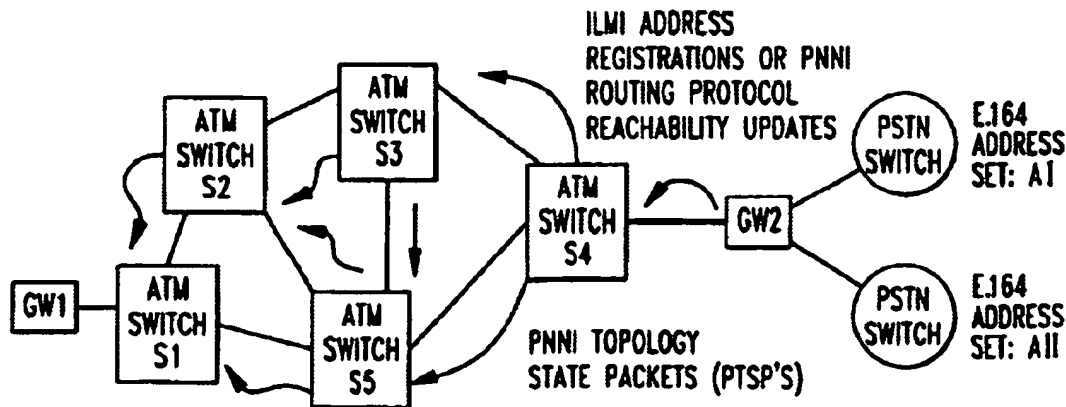 ILMI ADDRESS
REGISTRATIONS OR PNNI
ROUTING PROTOCOL
REACHABILITY UPDATES
ATM
SWITCH
S3
ATM
SWITCH
S2
PSTN
SWITCH
E.164
ADDRESS
SET: AI
ATM
SWITCH
S4
GW2
GW1
ATM
SWITCH
S1
ATM
SWITCH
S5
PSTN
SWITCH
E.164
ADDRESS
SET: AII
PNNI TOPOLOGY
STATE PACKETS (PTSP'S)